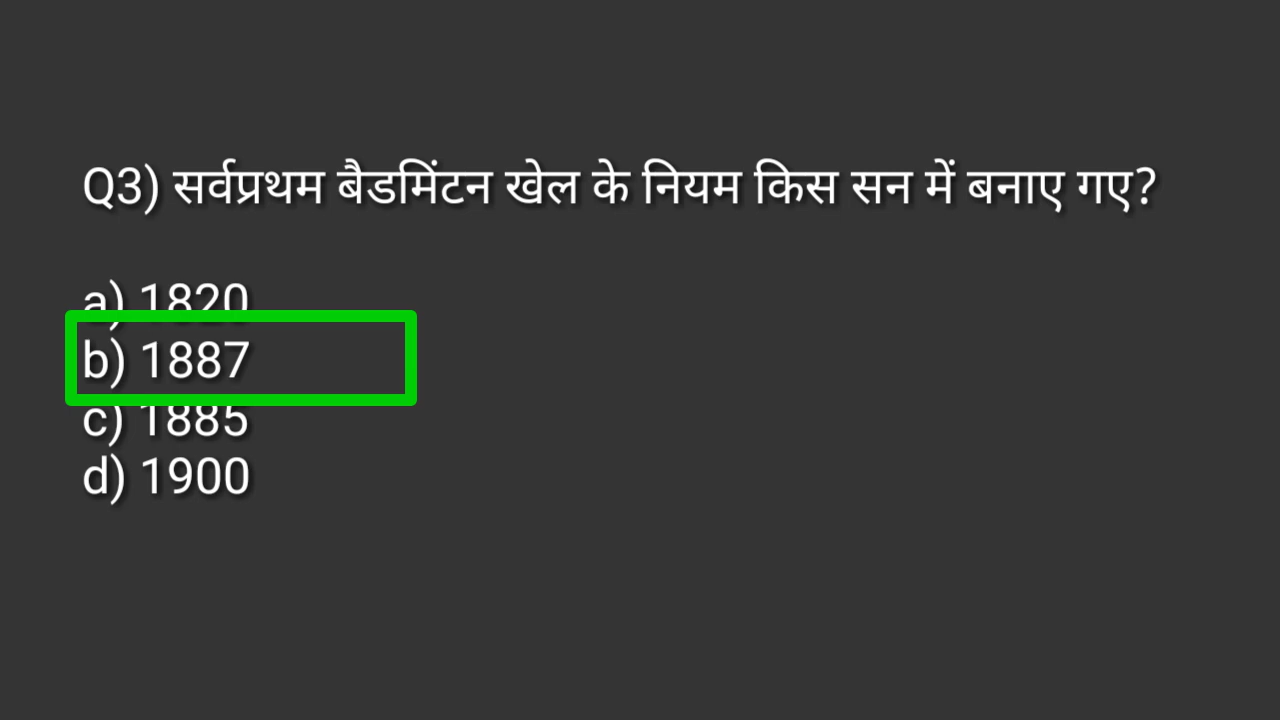 Q3) सर्वप्रथम बैडमिंटन खेल के नियम किस सन में बनाए गए?
a) 1820
b) 1887
c) 1885
d) 1900